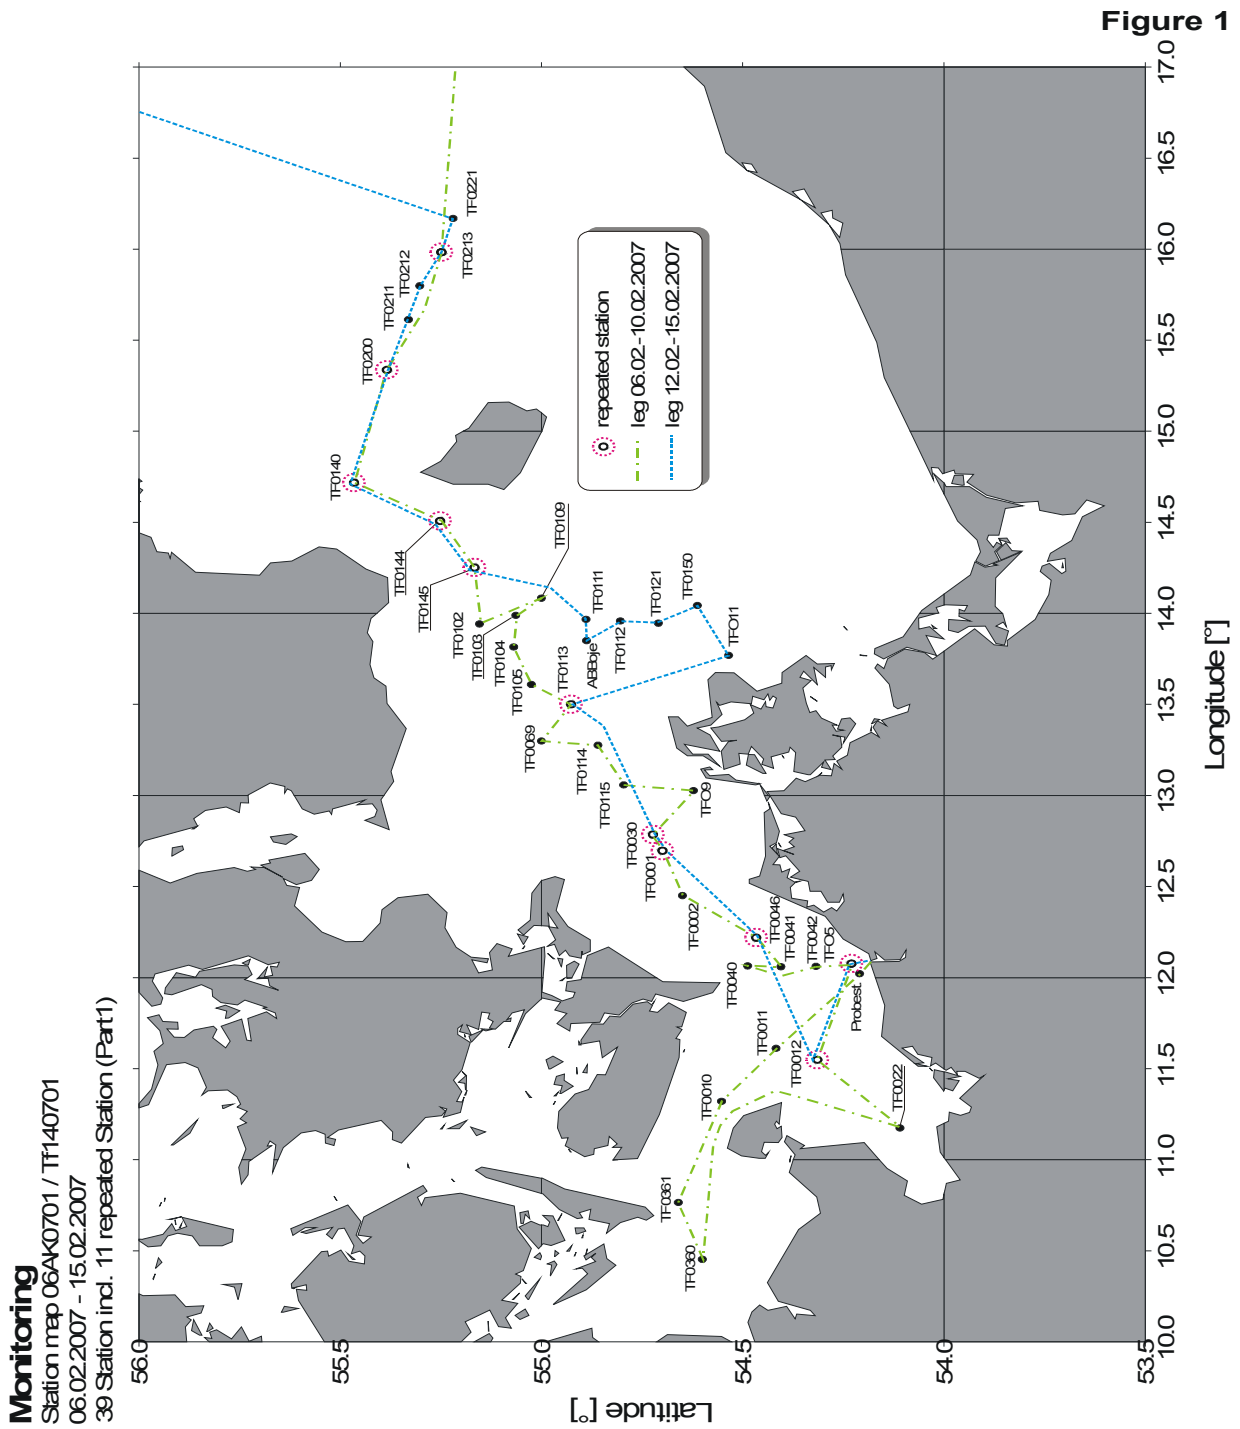 Figure 1
Monitoring
Station map 06AK0701 / Tf140701
06.02.2007 - 15.02.2007
39 Station incl. 11 repeated Station (Part1)
Latitude [°]
56.0
55.5
55.0
54.5
54.0
53.5
Longitude [°]
10.0
10.5
11.0
11.5
12.0
12.5
13.0
13.5
14.0
14.5
15.0
15.5
16.0
16.5
17.0
repeated station
leg 06.02.-10.02.2007
leg 12.02.-15.02.2007
TF0360
TF0361
TF0010
TF0011
TF0012
TF0022
Probest.
TFO5
TF0042
TF0041
TF0040
TF0046
TF0002
TF0001
TF0030
TFO9
TF0115
TF0114
TF0069
TF0113
TF0105
TF0104
TF0103
TF0102
TF0109
TF0145
TF0144
TF0111
ABBoje
TF0112
TF0121
TF0150
TFO11
TF0140
TF0200
TF0211
TF0212
TF0213
TF0221